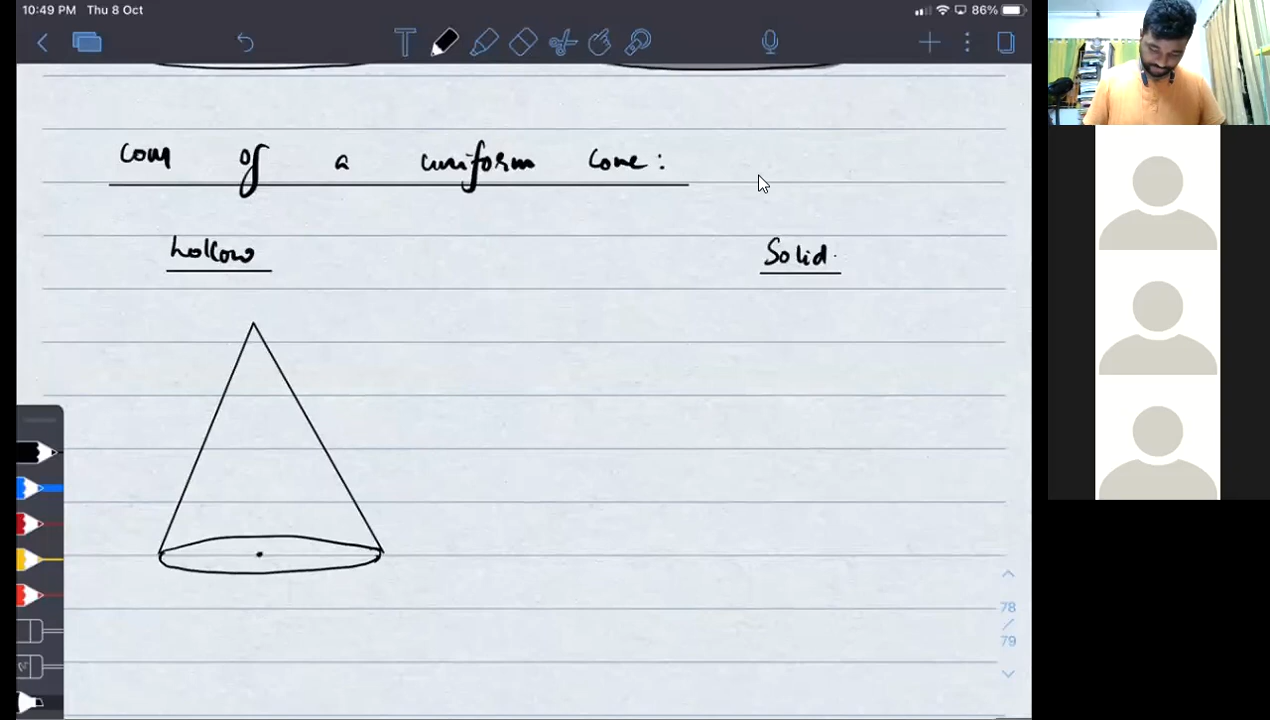 10:49 PM Thu 8 Oct 86%
COM of a uniform Cone:
hollow Solid.
78
/
79